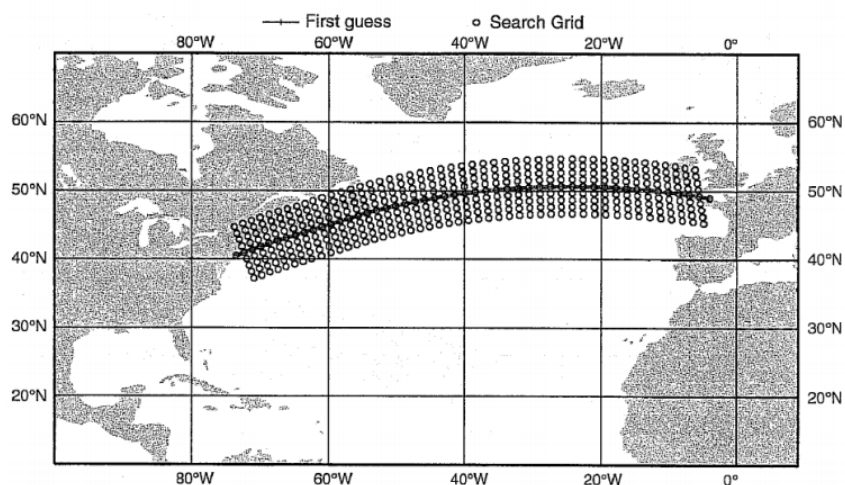 First guess Search Grid
80°W 60°W 40°W 20°W 0°
60°N 60°N
50°N 50°N
40°N 40°N
30°N 30°N
20°N 20°N
80°W 60°W 40°W 20°W 0°